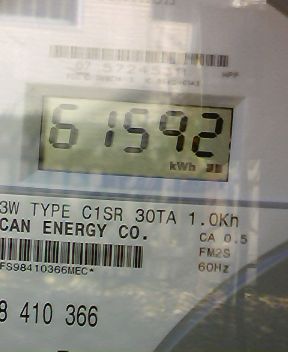 61592
kWh
3W TYPE C1SR 30TA 1.0Kh
CAN ENERGY CO.
CA 0.5
FM2S
60Hz
FS98410366MEC*
8 410 366